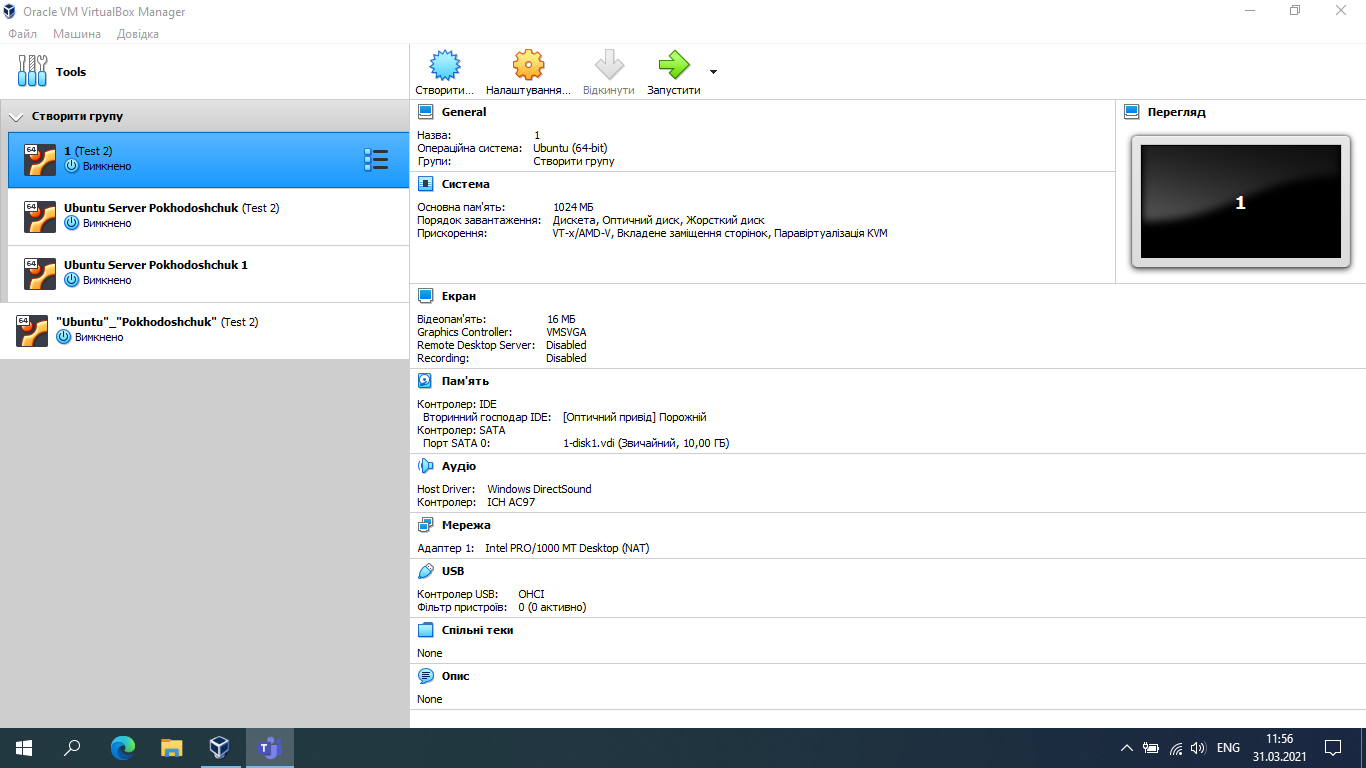 Oracle VM VirtualBox Manager
Файл Машина Довідка
Tools
Створити... Налаштування... Відкинути Запустити
Створити групу
64
1 (Test 2)
Вимкнено
64
Ubuntu Server Pokhodoshchuk (Test 2)
Вимкнено
64
Ubuntu Server Pokhodoshchuk 1
Вимкнено
64
"Ubuntu"_"Pokhodoshchuk" (Test 2)
Вимкнено
General
Назва: 1
Операційна система: Ubuntu (64-bit)
Групи: Створити групу
Система
Основна пам'ять: 1024 МБ
Порядок завантаження: Дискета, Оптичний диск, Жорсткий диск
Прискорення: VT-x/AMD-V, Вкладене заміщення сторінок, Паравіртуалізація KVM
Перегляд
1
Екран
Відеопам'ять: 16 МБ
Graphics Controller: VMSVGA
Remote Desktop Server: Disabled
Recording: Disabled
Пам'ять
Контролер: IDE
Вторинний господар IDE: [Оптичний привід] Порожній
Контролер: SATA
Порт SATA 0: 1-disk1.vdi (Звичайний, 10,00 ГБ)
Аудіо
Host Driver: Windows DirectSound
Контролер: ICH AC97
Мережа
Адаптер 1: Intel PRO/1000 MT Desktop (NAT)
USB
Контролер USB: OHCI
Фільтр пристроїв: 0 (0 активно)
Спільні теки
None
Опис
None
ENG
11:56
31.03.2021